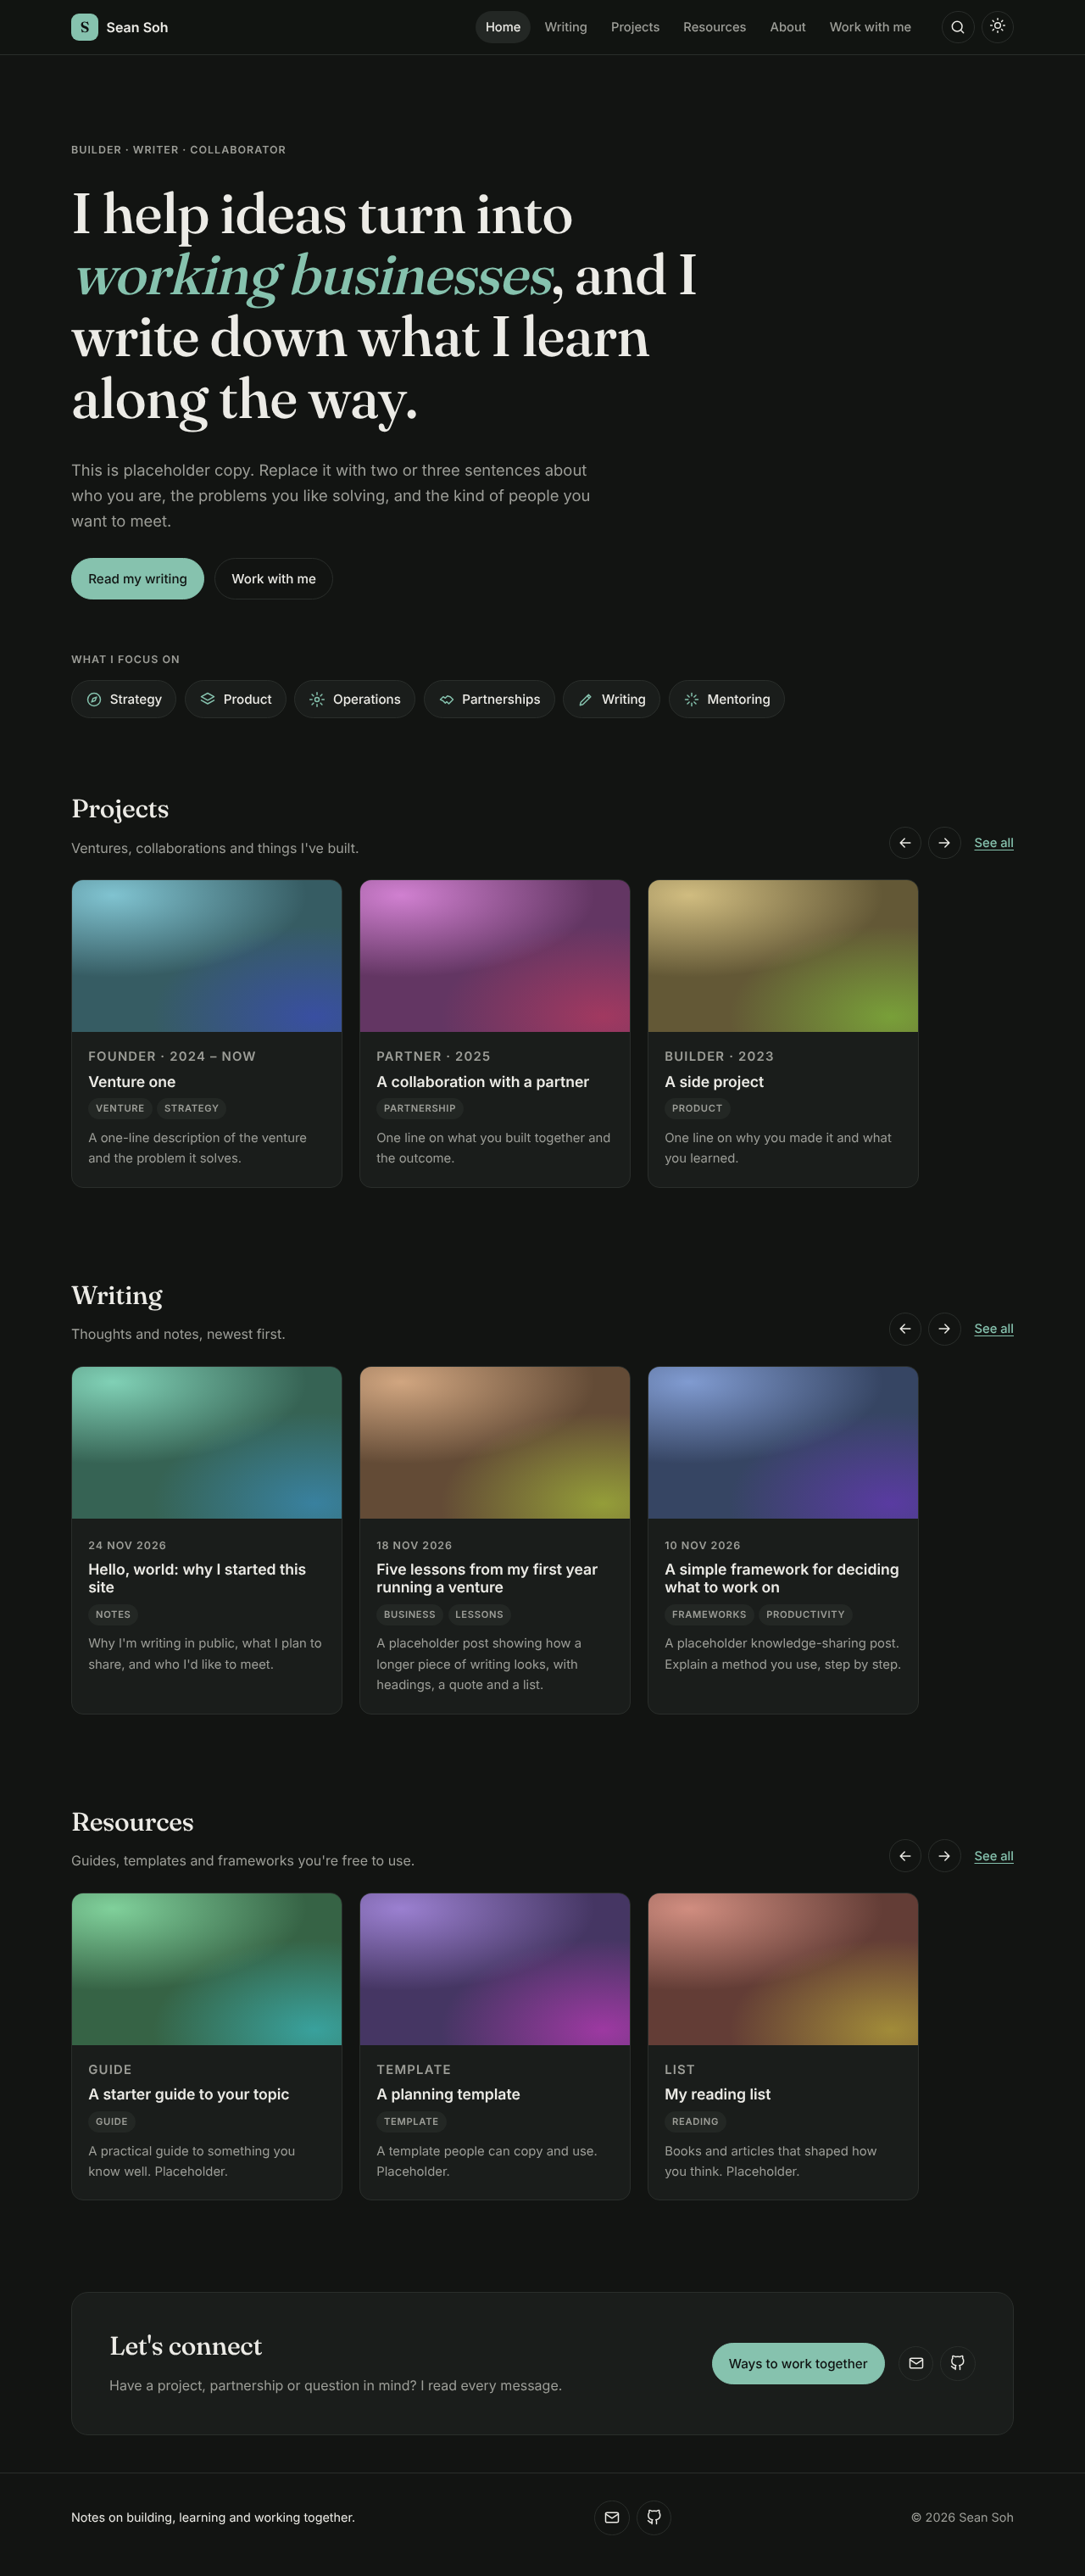 S Sean Soh
Home Writing Projects Resources About Work with me
BUILDER · WRITER · COLLABORATOR
I help ideas turn into
working businesses, and I
write down what I learn
along the way.
This is placeholder copy. Replace it with two or three sentences about
who you are, the problems you like solving, and the kind of people you
want to meet.
Read my writing Work with me
WHAT I FOCUS ON
Strategy Product Operations Partnerships Writing Mentoring
Projects
Ventures, collaborations and things I've built.
See all
FOUNDER · 2024 – NOW
Venture one
VENTURE STRATEGY
A one-line description of the venture
and the problem it solves.
PARTNER · 2025
A collaboration with a partner
PARTNERSHIP
One line on what you built together and
the outcome.
BUILDER · 2023
A side project
PRODUCT
One line on why you made it and what
you learned.
Writing
Thoughts and notes, newest first.
See all
24 NOV 2026
Hello, world: why I started this
site
NOTES
Why I'm writing in public, what I plan to
share, and who I'd like to meet.
18 NOV 2026
Five lessons from my first year
running a venture
BUSINESS LESSONS
A placeholder post showing how a
longer piece of writing looks, with
headings, a quote and a list.
10 NOV 2026
A simple framework for deciding
what to work on
FRAMEWORKS PRODUCTIVITY
A placeholder knowledge-sharing post.
Explain a method you use, step by step.
Resources
Guides, templates and frameworks you're free to use.
See all
GUIDE
A starter guide to your topic
GUIDE
A practical guide to something you
know well. Placeholder.
TEMPLATE
A planning template
TEMPLATE
A template people can copy and use.
Placeholder.
LIST
My reading list
READING
Books and articles that shaped how
you think. Placeholder.
Let's connect
Have a project, partnership or question in mind? I read every message.
Ways to work together
Notes on building, learning and working together.
© 2026 Sean Soh